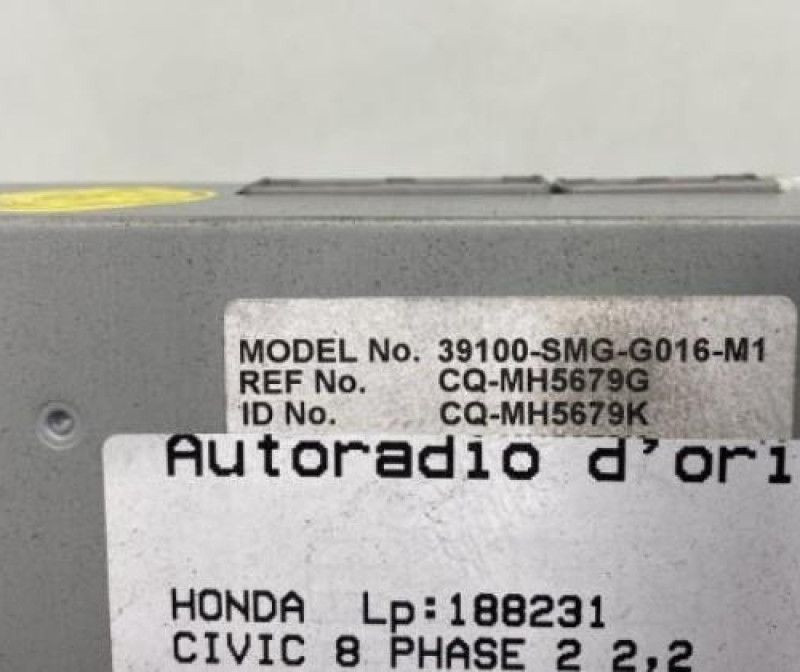 MODEL No. 39100-SMG-G016-M1
REF No. CQ-MH5679G
ID No. CQ-MH5679K
Autoradio d'ori
HONDA Lp:188231
CIVIC 8 PHASE 2 2,2